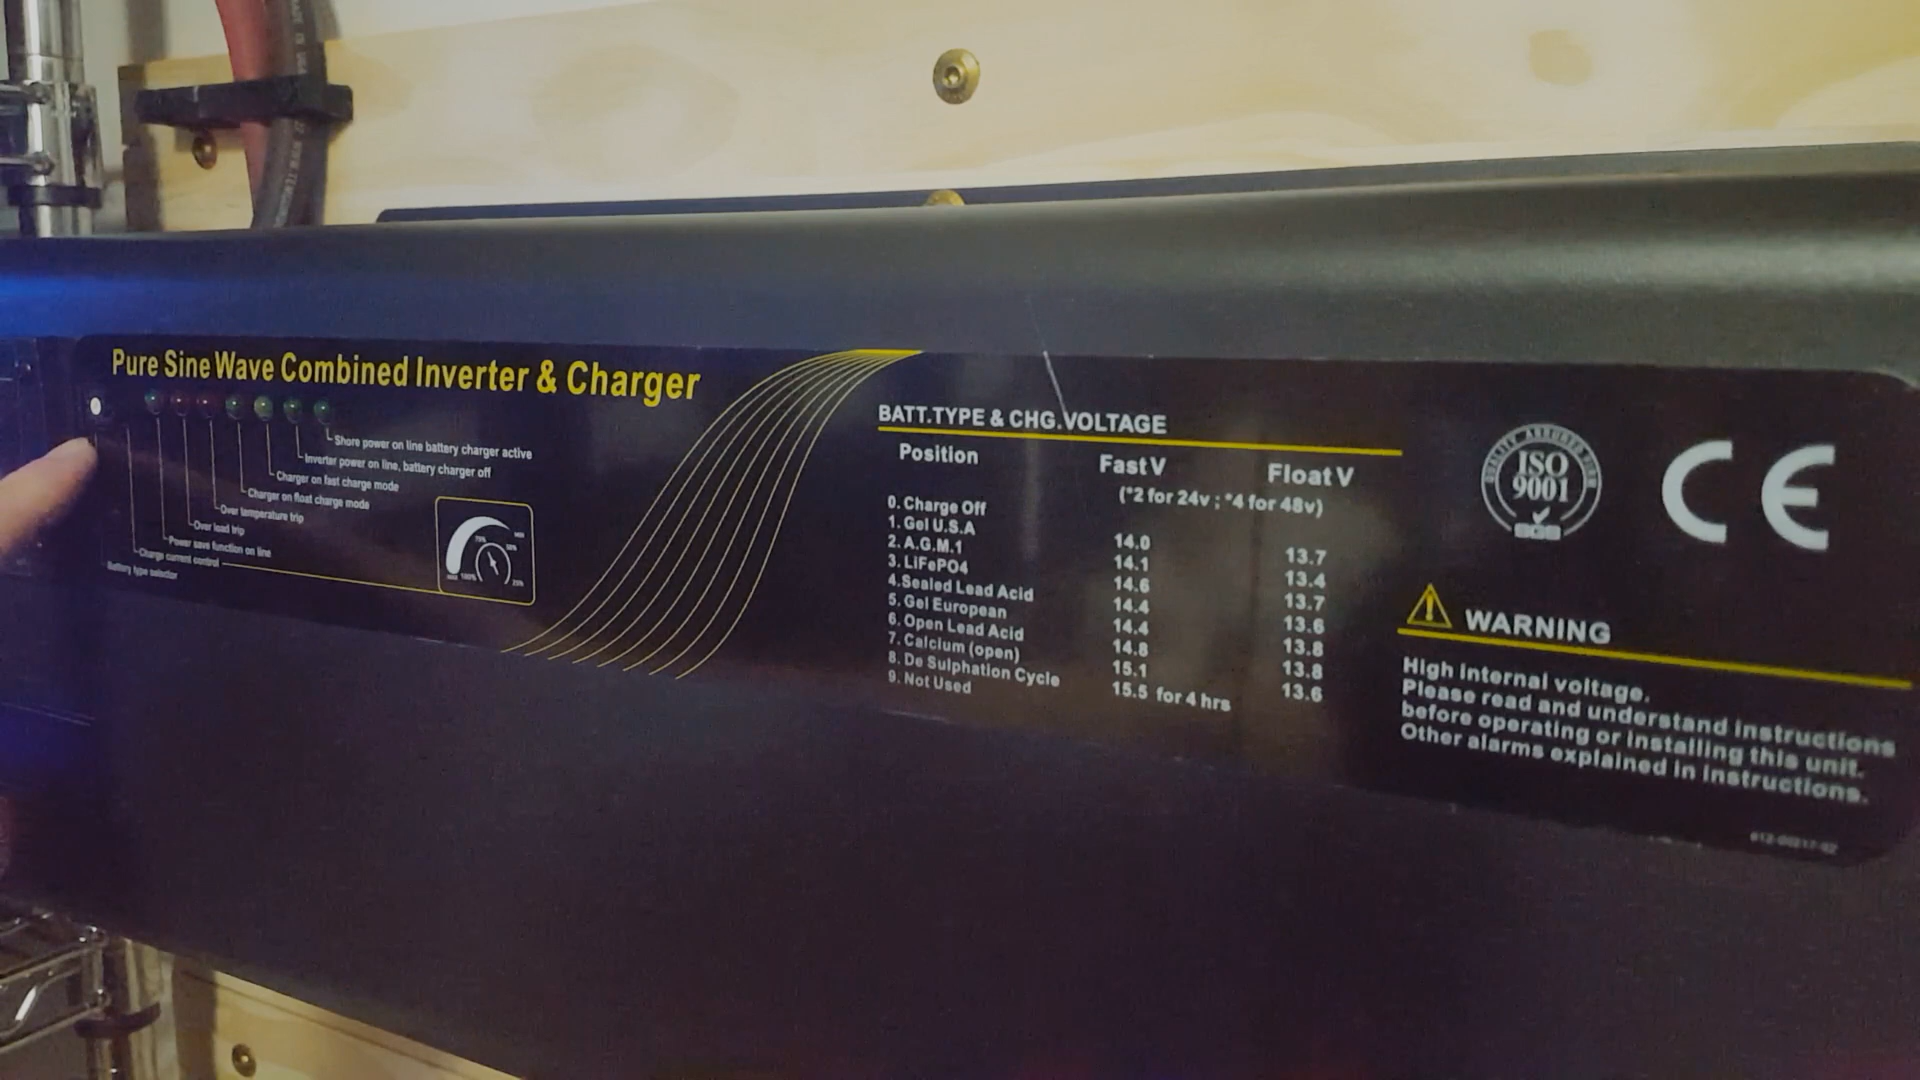 Pure Sine Wave Combined Inverter & Charger
Shore power on line battery charger active
Inverter power on line, battery charger off
Charger on fast charge mode
Charger on float charge mode
Over temperature trip
Over load trip
Power save function on line
Charge current control
Battery type selector
BATT.TYPE & CHG.VOLTAGE
Position Fast V Float V
(*2 for 24v ; *4 for 48v)
0. Charge Off
1. Gel U.S.A 14.0 13.7
2. A.G.M.1 14.1 13.4
3. LiFePO4 14.6 13.7
4.Sealed Lead Acid 14.4 13.6
5. Gel European 14.4 13.8
6. Open Lead Acid 14.8 13.8
7. Calcium (open) 15.1 13.6
8. De Sulphation Cycle 15.5 for 4 hrs
9. Not Used
ISO
9001
SGS
CE
WARNING
High internal voltage.
Please read and understand instructions
before operating or installing this unit.
Other alarms explained in instructions.